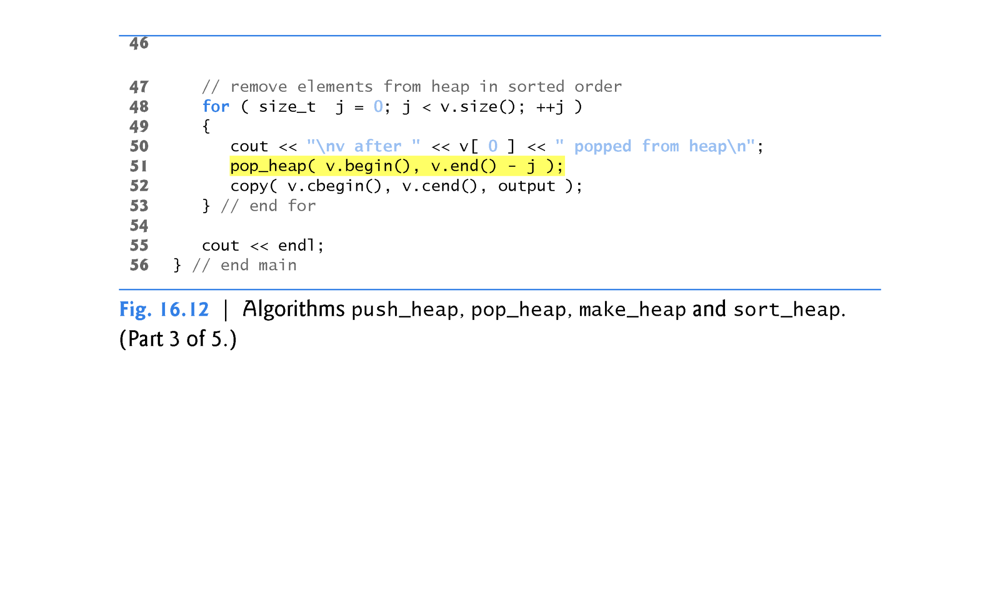 46
47 // remove elements from heap in sorted order
48 for ( size_t  j = 0; j < v.size(); ++j )
49 {
50 cout << "\nv after " << v[ 0 ] << " popped from heap\n";
51 pop_heap( v.begin(), v.end() - j );
52 copy( v.cbegin(), v.cend(), output );
53 } // end for
54
55 cout << endl;
56 } // end main
Fig. 16.12 | Algorithms push_heap, pop_heap, make_heap and sort_heap.
(Part 3 of 5.)